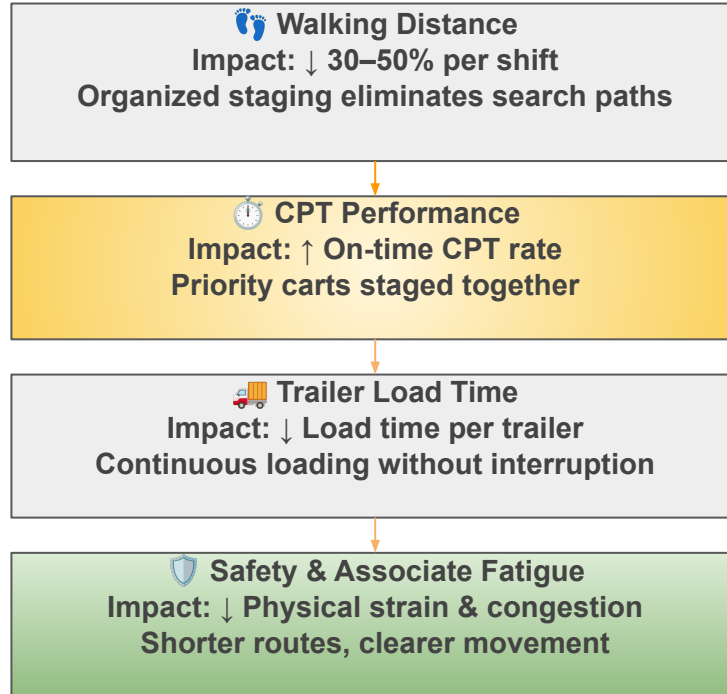 👣 Walking Distance
Impact: ↓ 30–50% per shift
Organized staging eliminates search paths
⏱️ CPT Performance
Impact: ↑ On-time CPT rate
Priority carts staged together
🚚 Trailer Load Time
Impact: ↓ Load time per trailer
Continuous loading without interruption
🛡️ Safety & Associate Fatigue
Impact: ↓ Physical strain & congestion
Shorter routes, clearer movement